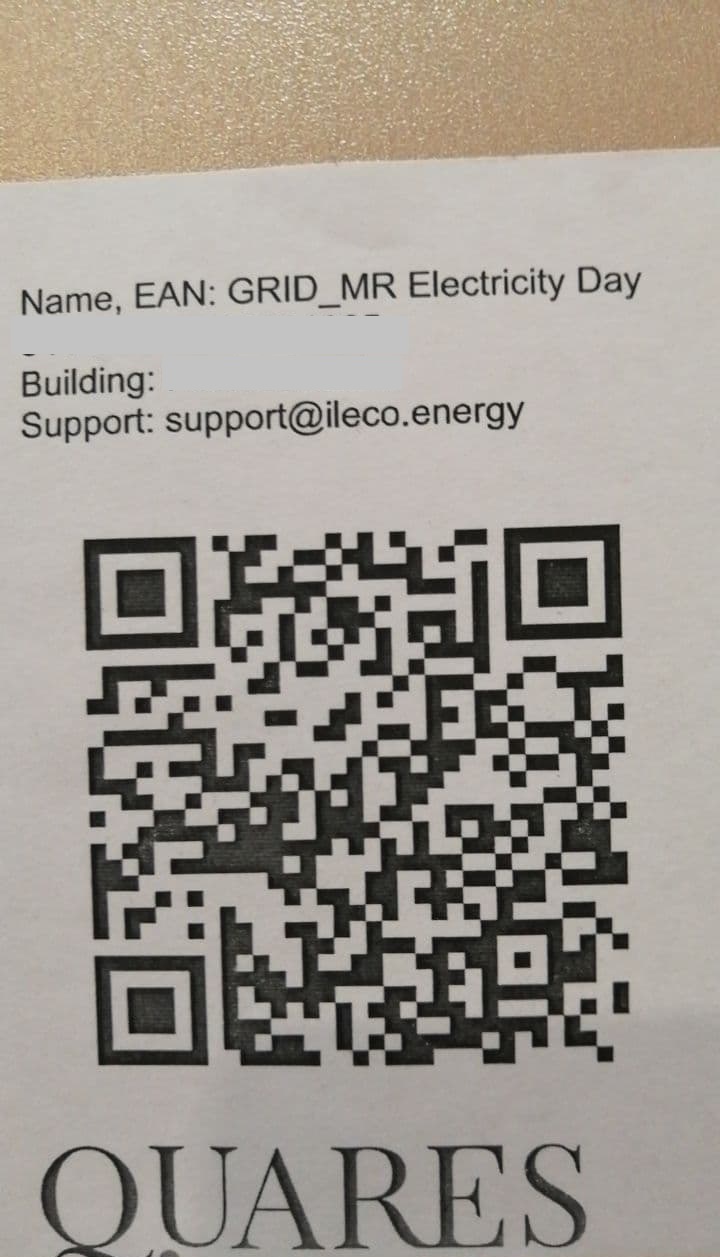 Name, EAN: GRID_MR Electricity Day
Building:
Support: support@ileco.energy
QUARES